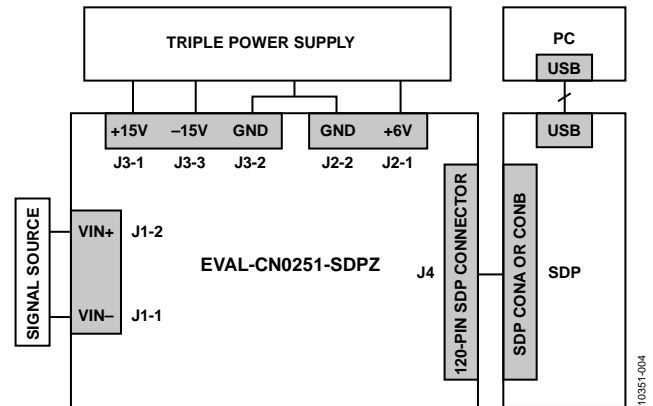 TRIPLE POWER SUPPLY
PC
USB
+15V –15V GND GND +6V
USB
J3-1 J3-3 J3-2 J2-2 J2-1
SIGNAL SOURCE
VIN+ J1-2
VIN– J1-1
EVAL-CN0251-SDPZ
J4
120-PIN SDP CONNECTOR
SDP CONA OR CONB
SDP
10351-004